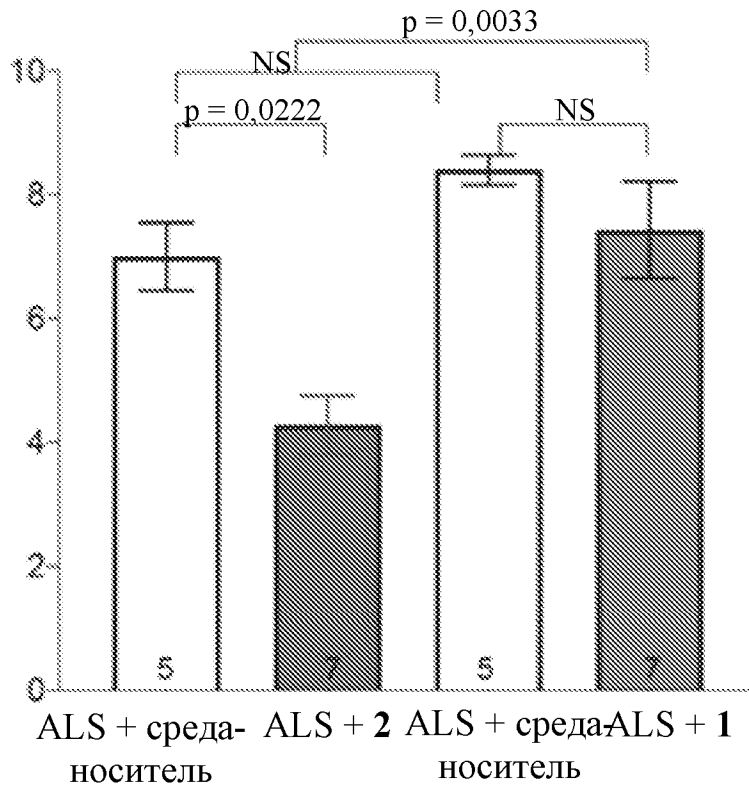 p = 0,0033
10
NS
p = 0,0222
NS
8
6
4
2
0
5
7
5
7
ALS + среда-
носитель
ALS + 2
ALS + среда-
носитель
ALS + 1